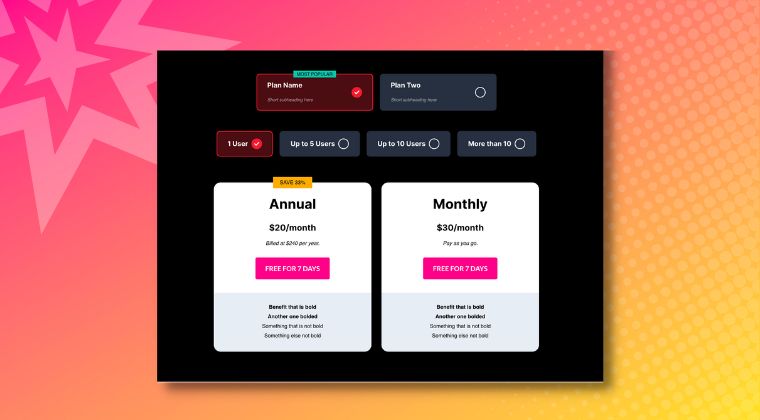 MOST POPULAR
Plan Name
Short subheading here
Plan Two
Short subheading here
1 User
Up to 5 Users
Up to 10 Users
More than 10
SAVE 33%
Annual
$20/month
Billed at $240 per year.
FREE FOR 7 DAYS
Benefit that is bold
Another one bolded
Something that is not bold
Something else not bold
Monthly
$30/month
Pay as you go.
FREE FOR 7 DAYS
Benefit that is bold
Another one bolded
Something that is not bold
Something else not bold